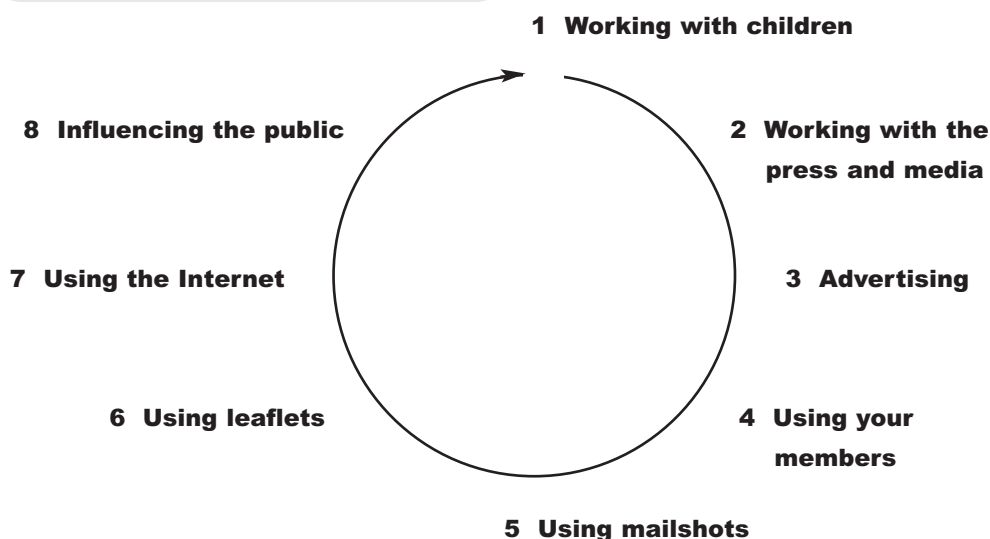 1 Working with children
2 Working with the
press and media
3 Advertising
4 Using your
members
5 Using mailshots
6 Using leaflets
7 Using the Internet
8 Influencing the public